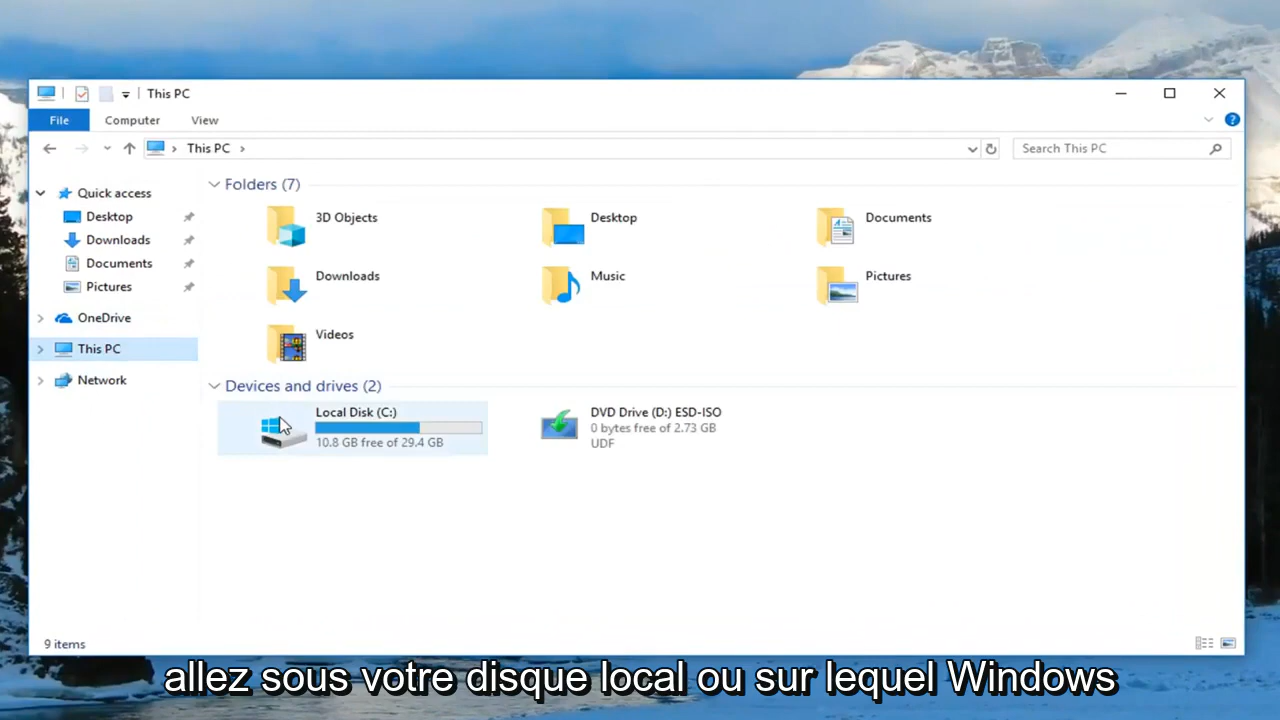 This PC
File Computer View
This PC
Search This PC
Quick access
Desktop
Downloads
Documents
Pictures
OneDrive
This PC
Network
Folders (7)
3D Objects
Desktop
Documents
Downloads
Music
Pictures
Videos
Devices and drives (2)
Local Disk (C:)
10.8 GB free of 29.4 GB
DVD Drive (D:) ESD-ISO
0 bytes free of 2.73 GB
UDF
9 items
allez sous votre disque local ou sur lequel Windows